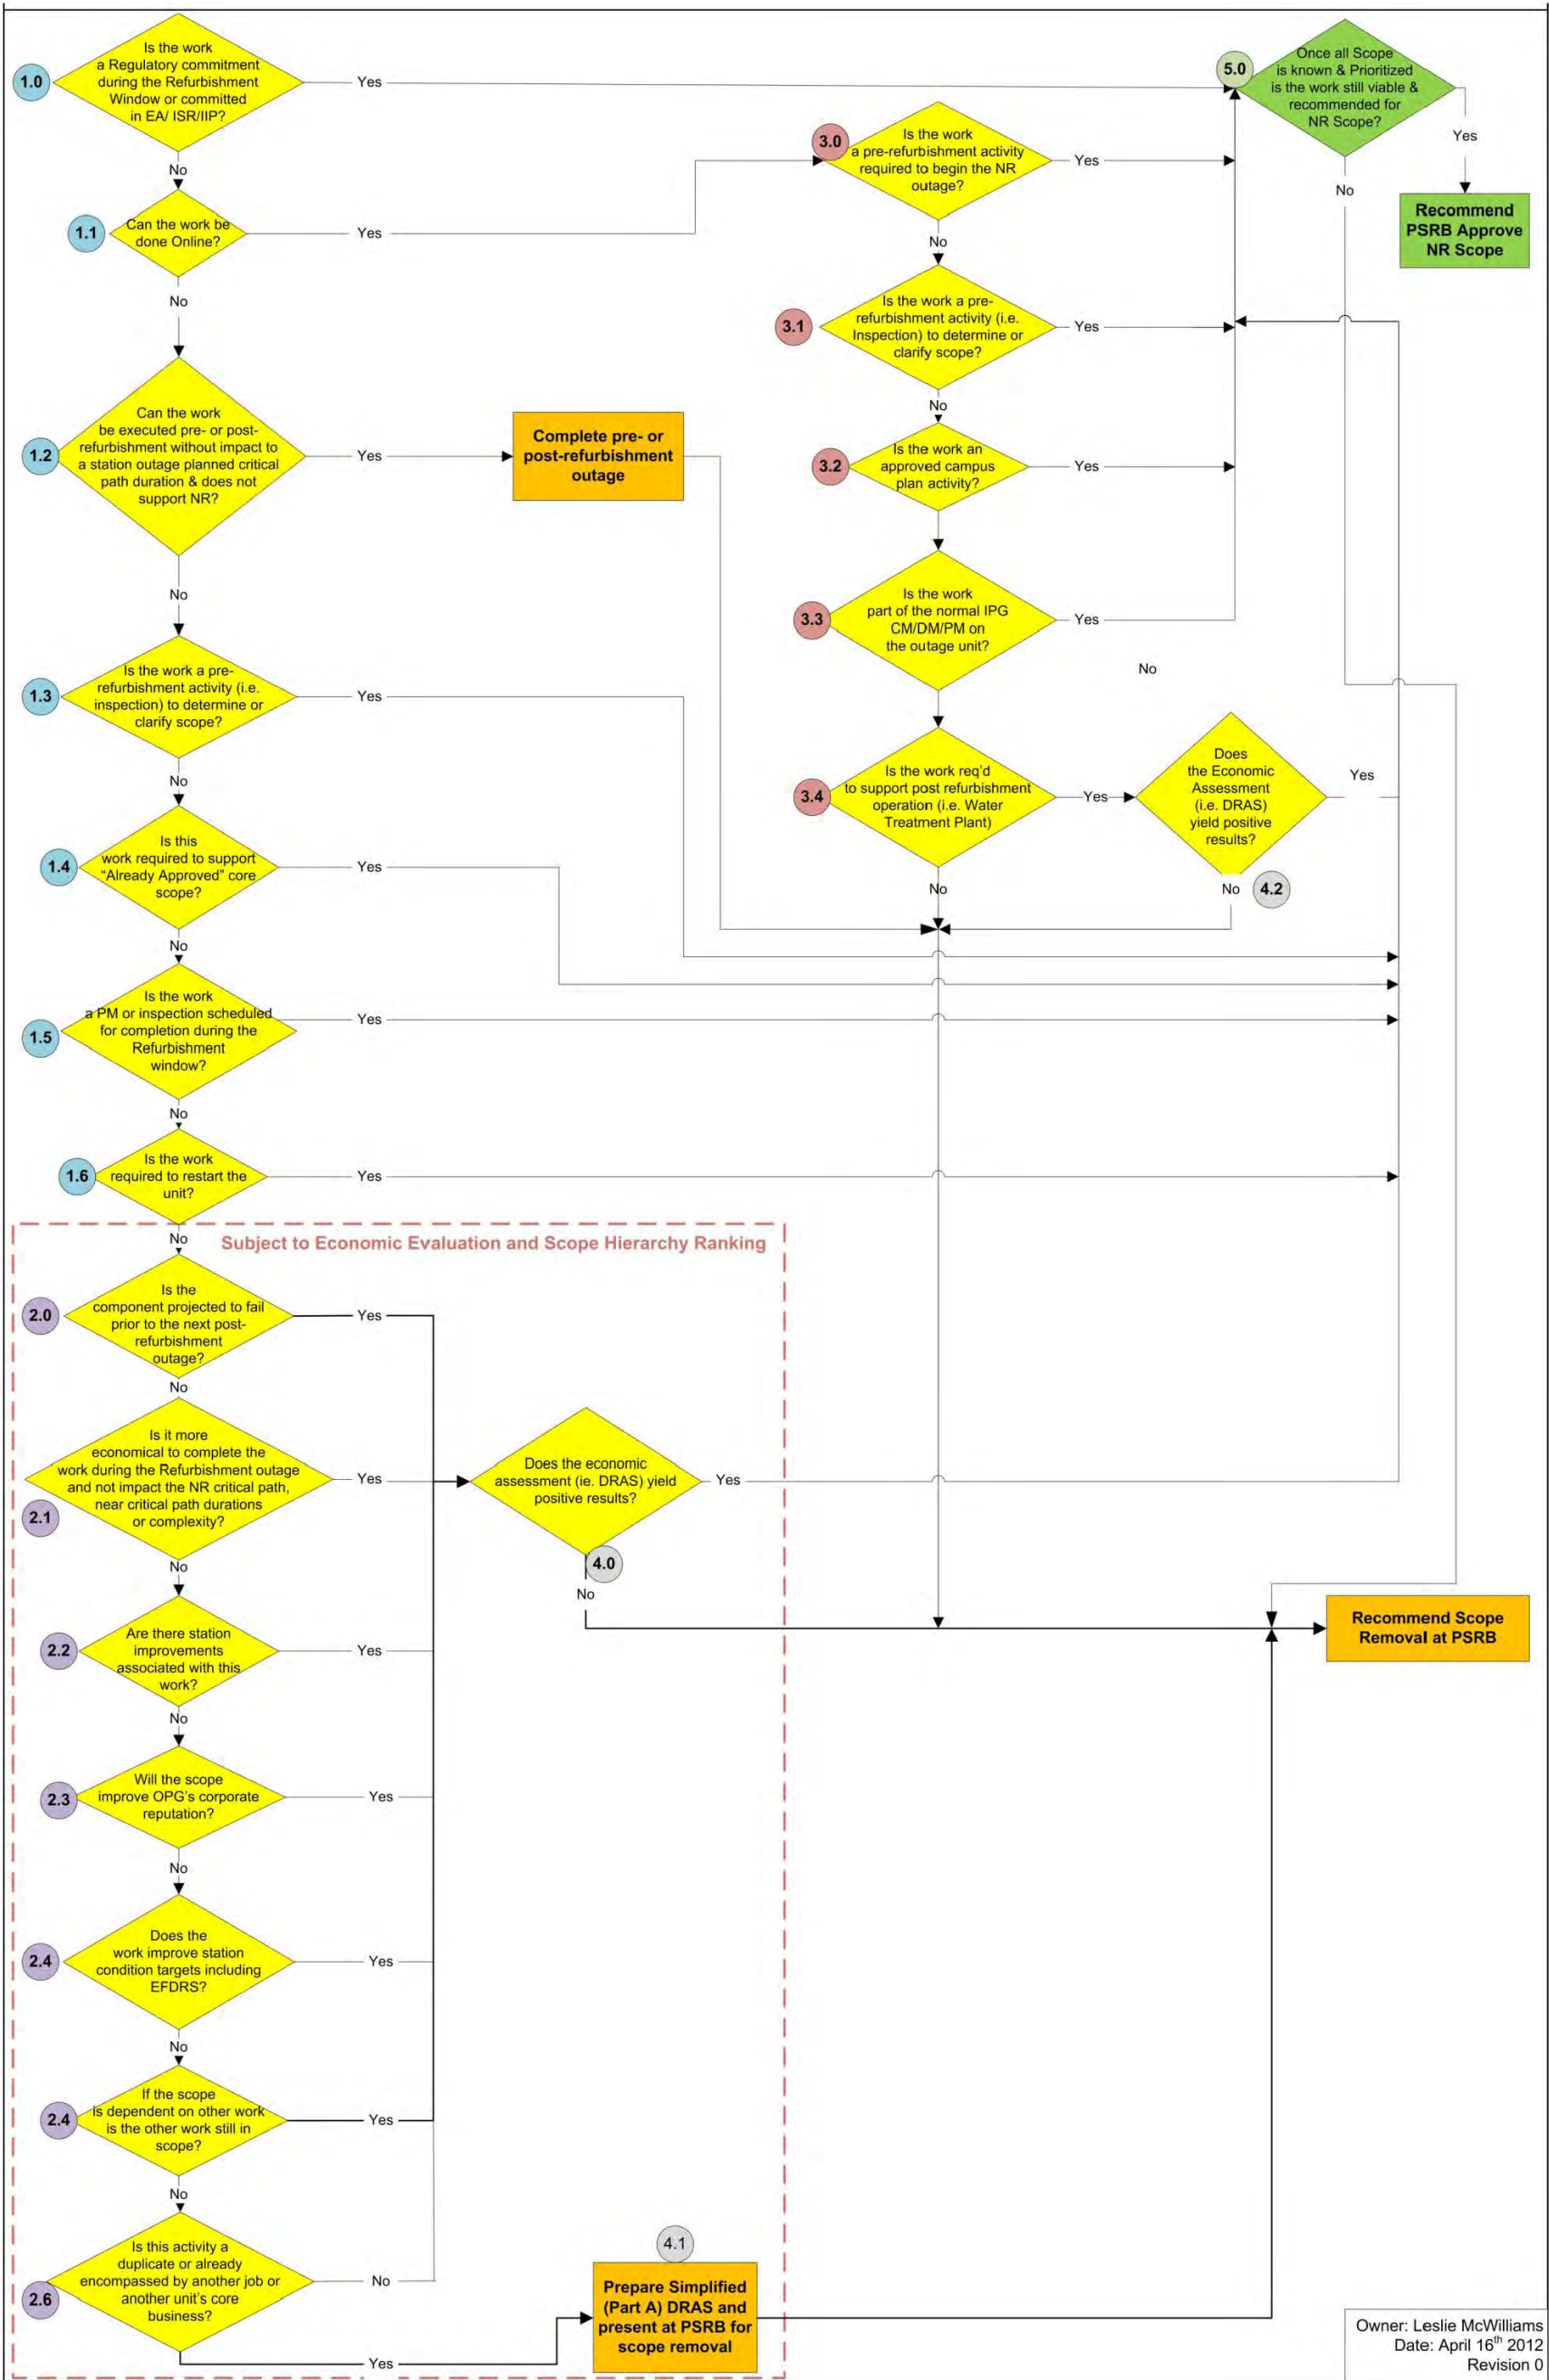 1.0
Is the work
a Regulatory commitment
during the Refurbishment
Window or committed
in EA/ ISR/IIP?
Yes
No
5.0
Once all Scope
is known & Prioritized
is the work still viable &
recommended for
NR Scope?
Yes
No
Recommend
PSRB Approve
NR Scope
1.1
Can the work be
done Online?
Yes
No
3.0
Is the work
a pre-refurbishment activity
required to begin the NR
outage?
Yes
No
3.1
Is the work a pre-
refurbishment activity (i.e.
Inspection) to determine or
clarify scope?
Yes
No
1.2
Can the work
be executed pre- or post-
refurbishment without impact to
a station outage planned critical
path duration & does not
support NR?
Yes
No
Complete pre- or
post-refurbishment
outage
3.2
Is the work an
approved campus
plan activity?
Yes
3.3
Is the work
part of the normal IPG
CM/DM/PM on
the outage unit?
Yes
No
1.3
Is the work a pre-
refurbishment activity (i.e.
inspection) to determine or
clarify scope?
Yes
No
3.4
Is the work req'd
to support post refurbishment
operation (i.e. Water
Treatment Plant)
Yes
No
Does
the Economic
Assessment
(i.e. DRAS)
yield positive
results?
Yes
No
4.2
1.4
Is this
work required to support
“Already Approved” core
scope?
Yes
No
1.5
Is the work
a PM or inspection scheduled
for completion during the
Refurbishment
window?
Yes
No
1.6
Is the work
required to restart the
unit?
Yes
No
Subject to Economic Evaluation and Scope Hierarchy Ranking
2.0
Is the
component projected to fail
prior to the next post-
refurbishment
outage?
Yes
No
2.1
Is it more
economical to complete the
work during the Refurbishment outage
and not impact the NR critical path,
near critical path durations
or complexity?
Yes
No
Does the economic
assessment (ie. DRAS) yield
positive results?
Yes
4.0
No
2.2
Are there station
improvements
associated with this
work?
Yes
No
Recommend Scope
Removal at PSRB
2.3
Will the scope
improve OPG's corporate
reputation?
Yes
No
2.4
Does the
work improve station
condition targets including
EFDRS?
Yes
No
2.4
If the scope
is dependent on other work
is the other work still in
scope?
Yes
No
2.6
Is this activity a
duplicate or already
encompassed by another job or
another unit's core
business?
No
Yes
4.1
Prepare Simplified
(Part A) DRAS and
present at PSRB for
scope removal
Owner: Leslie McWilliams
Date: April 16th 2012
Revision 0